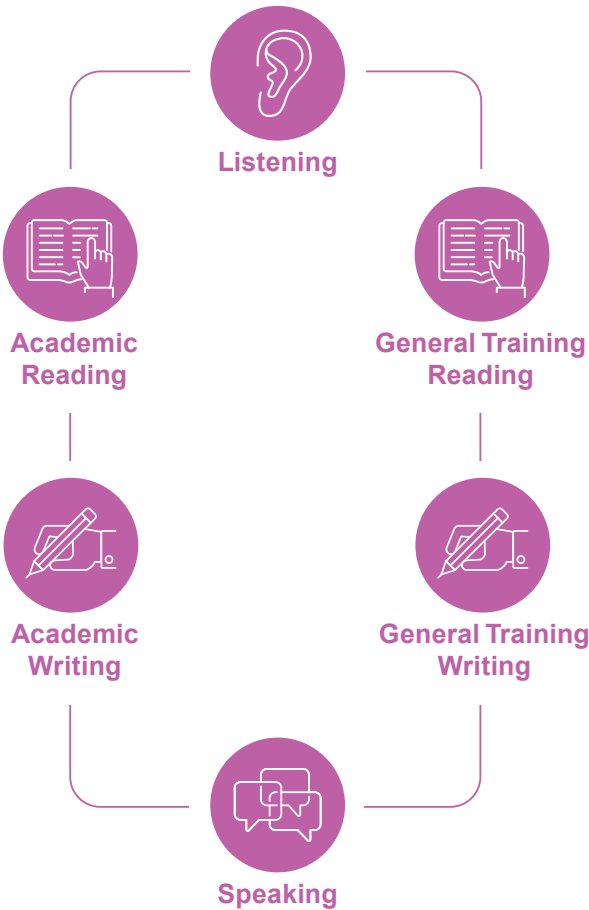 Listening
Academic
Reading
General Training
Reading
Academic
Writing
General Training
Writing
Speaking